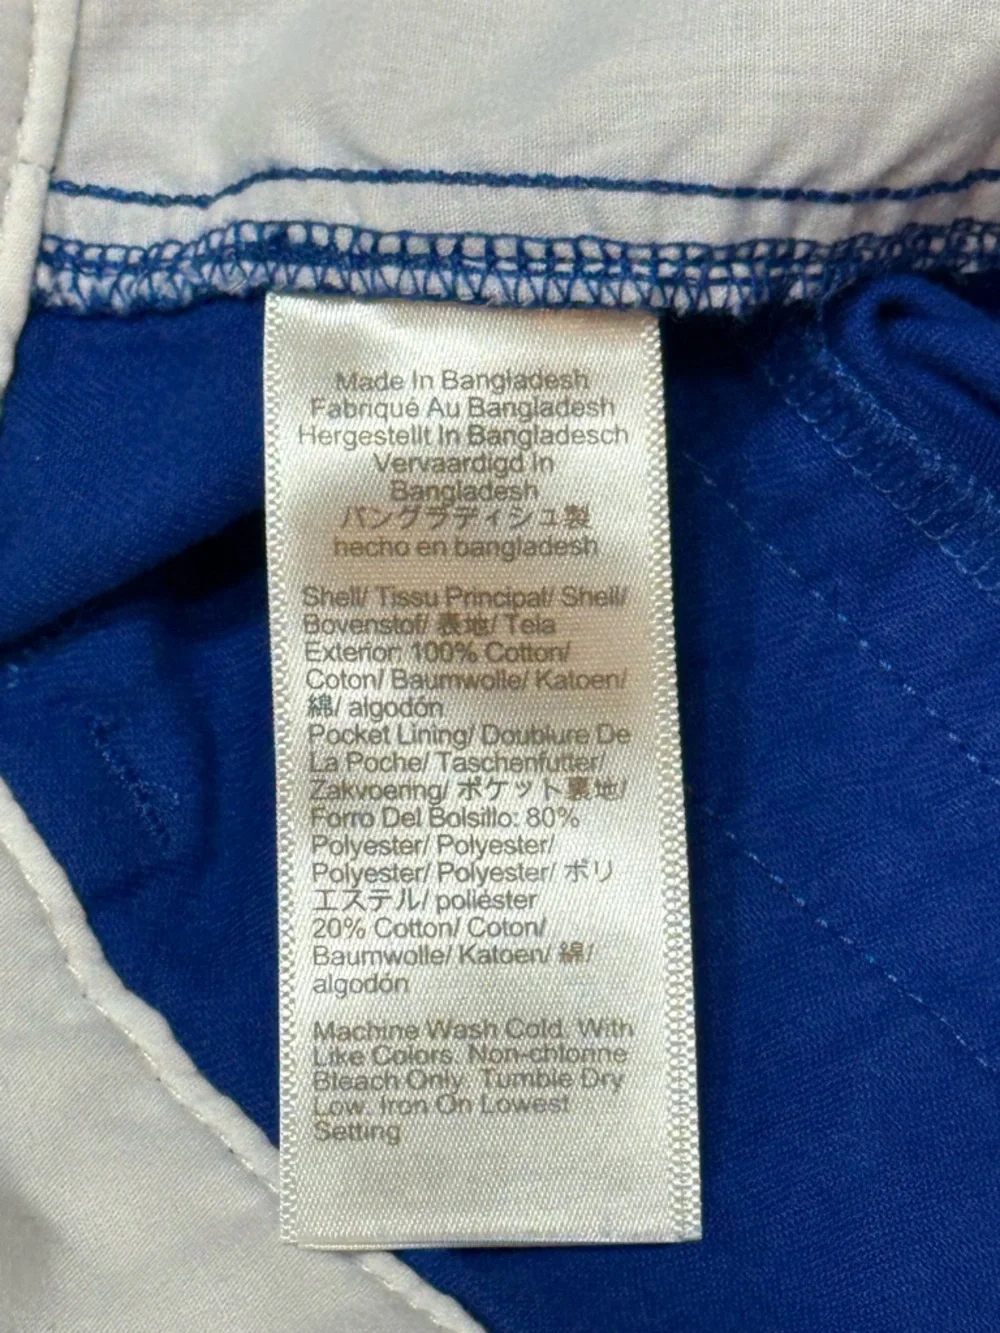 Made In Bangladesh
Fabriqué Au Bangladesh
Hergestellt In Bangladesch
Vervaardigd In
Bangladesh
バングラディシュ製
hecho en bangladesh
Shell/ Tissu Principal/ Shell/
Bovenstof/ 表地/ Tela
Exterior: 100% Cotton/
Coton/ Baumwolle/ Katoen/
綿/ algodón
Pocket Lining/ Doublure De
La Poche/ Taschenfutter/
Zakvoering/ ポケット裏地/
Forro Del Bolsillo: 80%
Polyester/ Polyester/
Polyester/ Polyester/ ポリ
エステル/ poliéster
20% Cotton/ Coton/
Baumwolle/ Katoen/ 綿/
algodón
Machine Wash Cold. With
Like Colors. Non-chlorine
Bleach Only. Tumble Dry
Low. Iron On Lowest
Setting